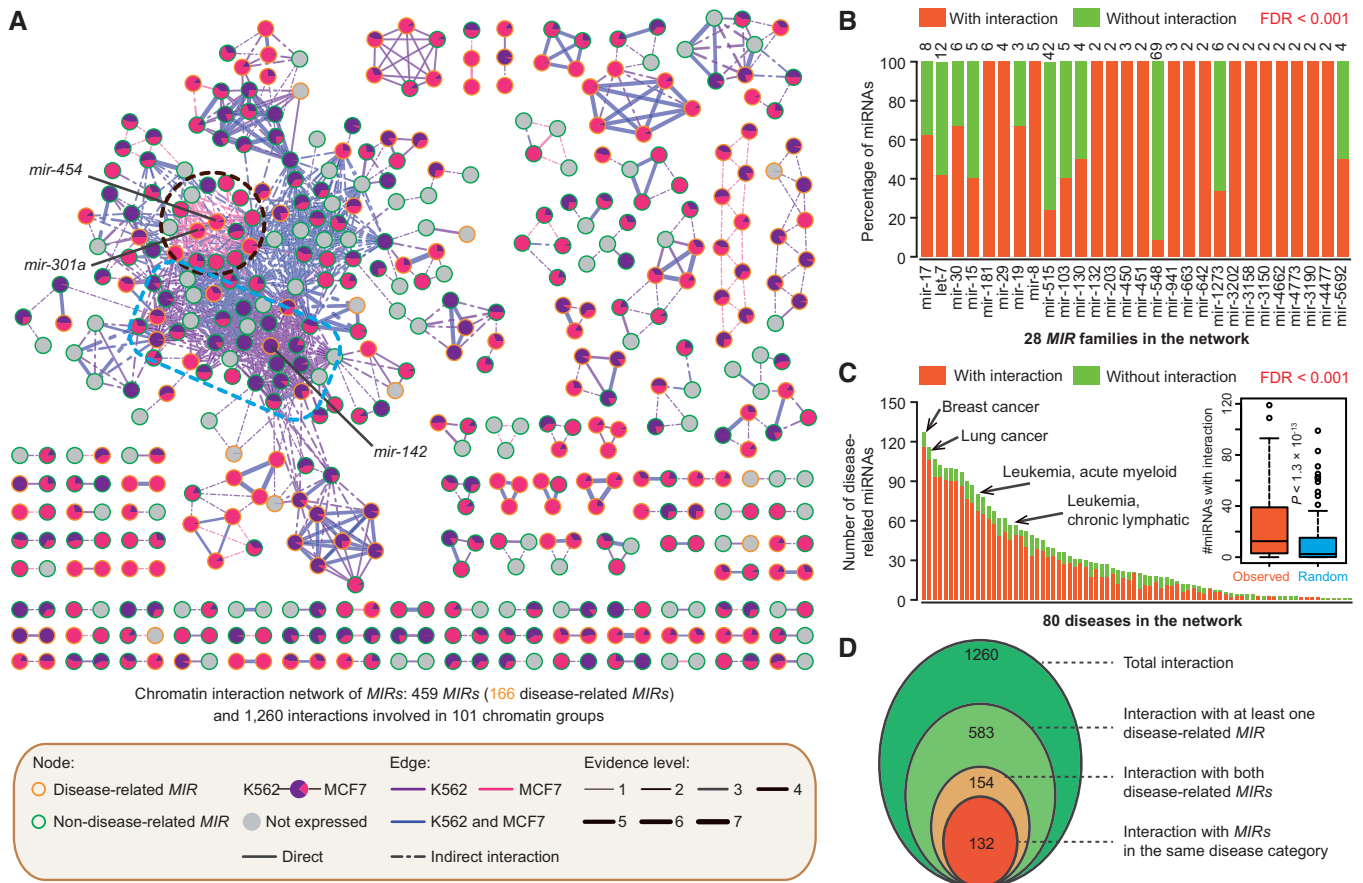 A
mir-454
mir-301a
mir-142
Chromatin interaction network of MIRs: 459 MIRs (166 disease-related MIRs)
and 1,260 interactions involved in 101 chromatin groups
Node:
Disease-related MIR
Non-disease-related MIR
K562 MCF7
Not expressed
Edge:
K562 MCF7
K562 and MCF7
Direct Indirect interaction
Evidence level:
1 2 3 4
5 6 7
B
With interaction Without interaction FDR < 0.001
8 12 6 5 6 4 3 5 42 5 4 2 2 3 2 69 3 2 2 6 2 2 2 2 2 2 2 4
Percentage of miRNAs
100
80
60
40
20
0
mir-17 let-7 mir-30 mir-15 mir-181 mir-29 mir-19 mir-8 mir-515 mir-103 mir-130 mir-132 mir-203 mir-450 mir-451 mir-548 mir-941 mir-663 mir-642 mir-1273 mir-3202 mir-3158 mir-3150 mir-4662 mir-4773 mir-3190 mir-4477 mir-5692
28 MIR families in the network
C
With interaction Without interaction FDR < 0.001
Number of disease-
related miRNAs
150
120
90
60
30
0
Breast cancer
Lung cancer
Leukemia, acute myeloid
Leukemia,
chronic lymphatic
#miRNAs with interaction
120
80
40
0
P < 1.3 × 10⁻¹³
Observed Random
80 diseases in the network
D
1260
583
154
132
Total interaction
Interaction with at least one
disease-related MIR
Interaction with both
disease-related MIRs
Interaction with MIRs
in the same disease category